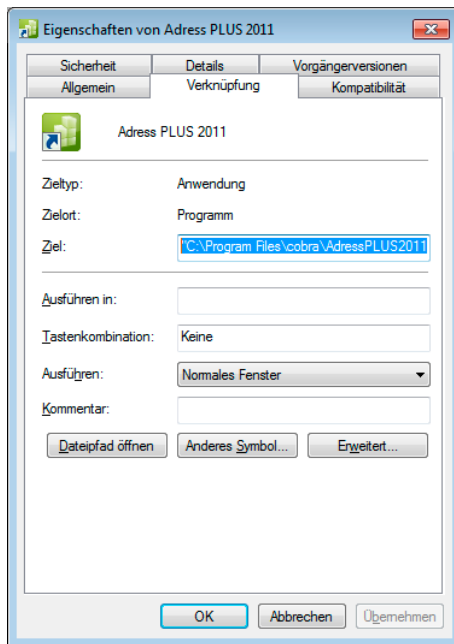 Eigenschaften von Adress PLUS 2011
Sicherheit Details Vorgängerversionen
Allgemein Verknüpfung Kompatibilität
Adress PLUS 2011
Zieltyp: Anwendung
Zielort: Programm
Ziel: "C:\Program Files\cobra\AdressPLUS2011
Ausführen in:
Tastenkombination: Keine
Ausführen: Normales Fenster
Kommentar:
Dateipfad öffnen Anderes Symbol... Erweitert...
OK Abbrechen Übernehmen